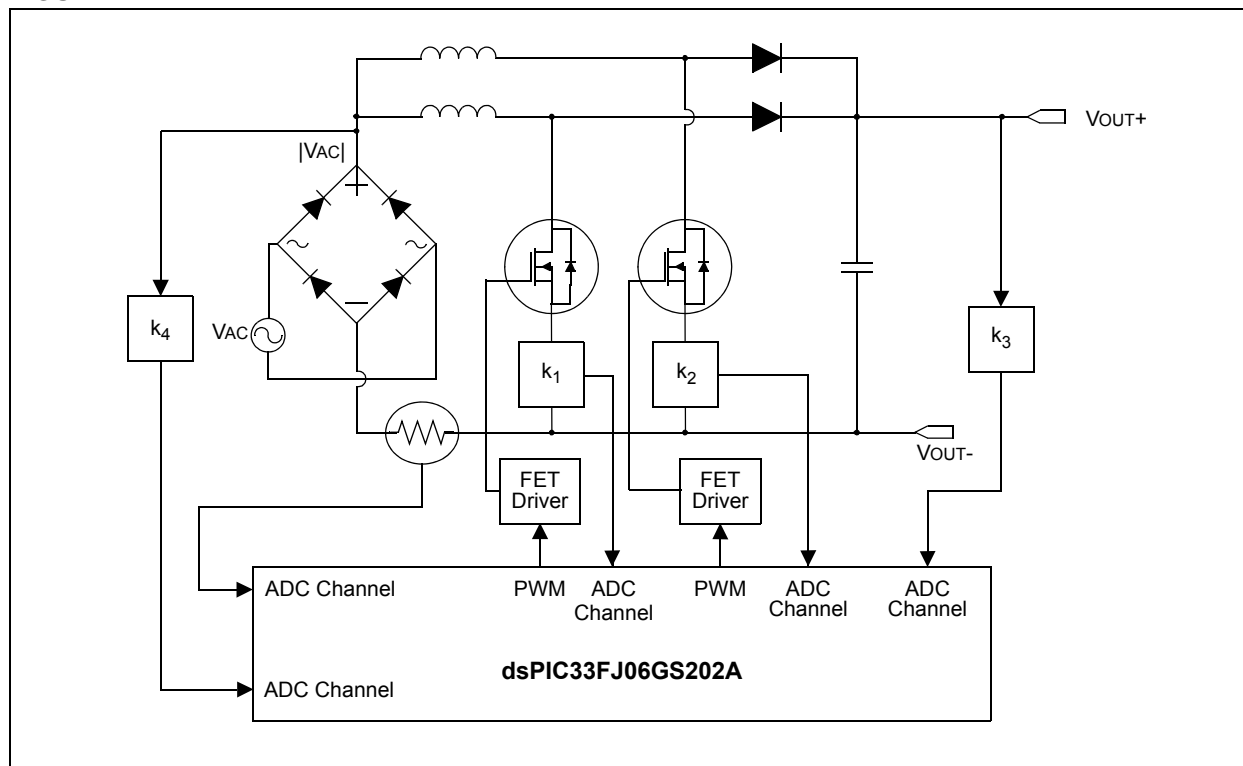 VOUT+
|VAC|
k4
VAC
k1
k2
k3
VOUT-
FET
Driver
FET
Driver
ADC Channel
PWM
ADC
Channel
PWM
ADC
Channel
ADC
Channel
dsPIC33FJ06GS202A
ADC Channel